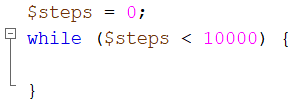 $steps = 0;
while ($steps < 10000) {
}